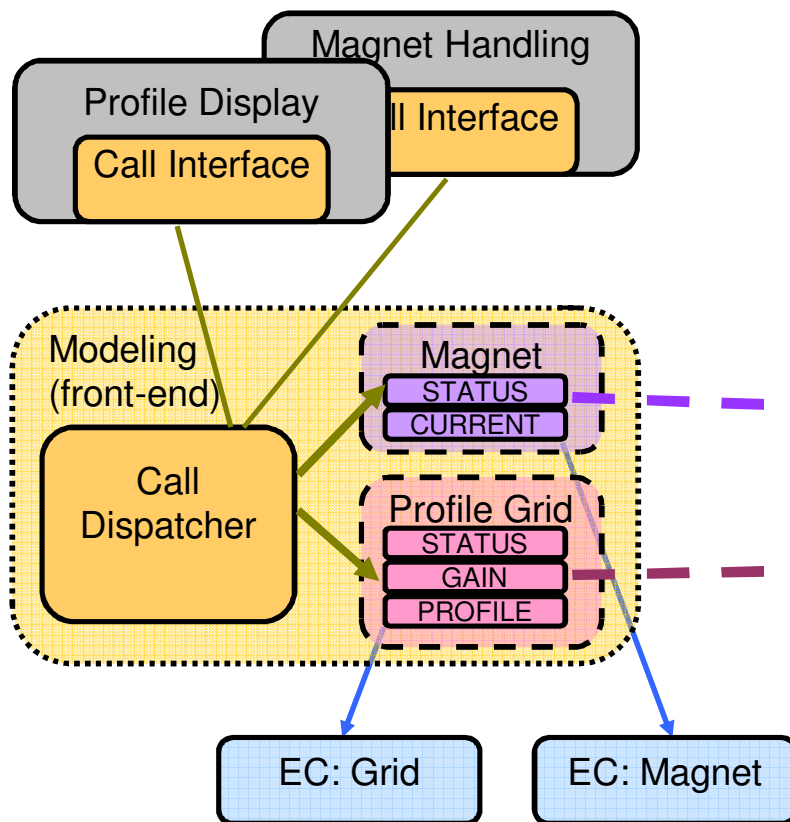 Magnet Handling
Profile Display
ll Interface
Call Interface
Modeling
(front-end)
Magnet
STATUS
CURRENT
Call
Dispatcher
Profile Grid
STATUS
GAIN
PROFILE
EC: Grid
EC: Magnet